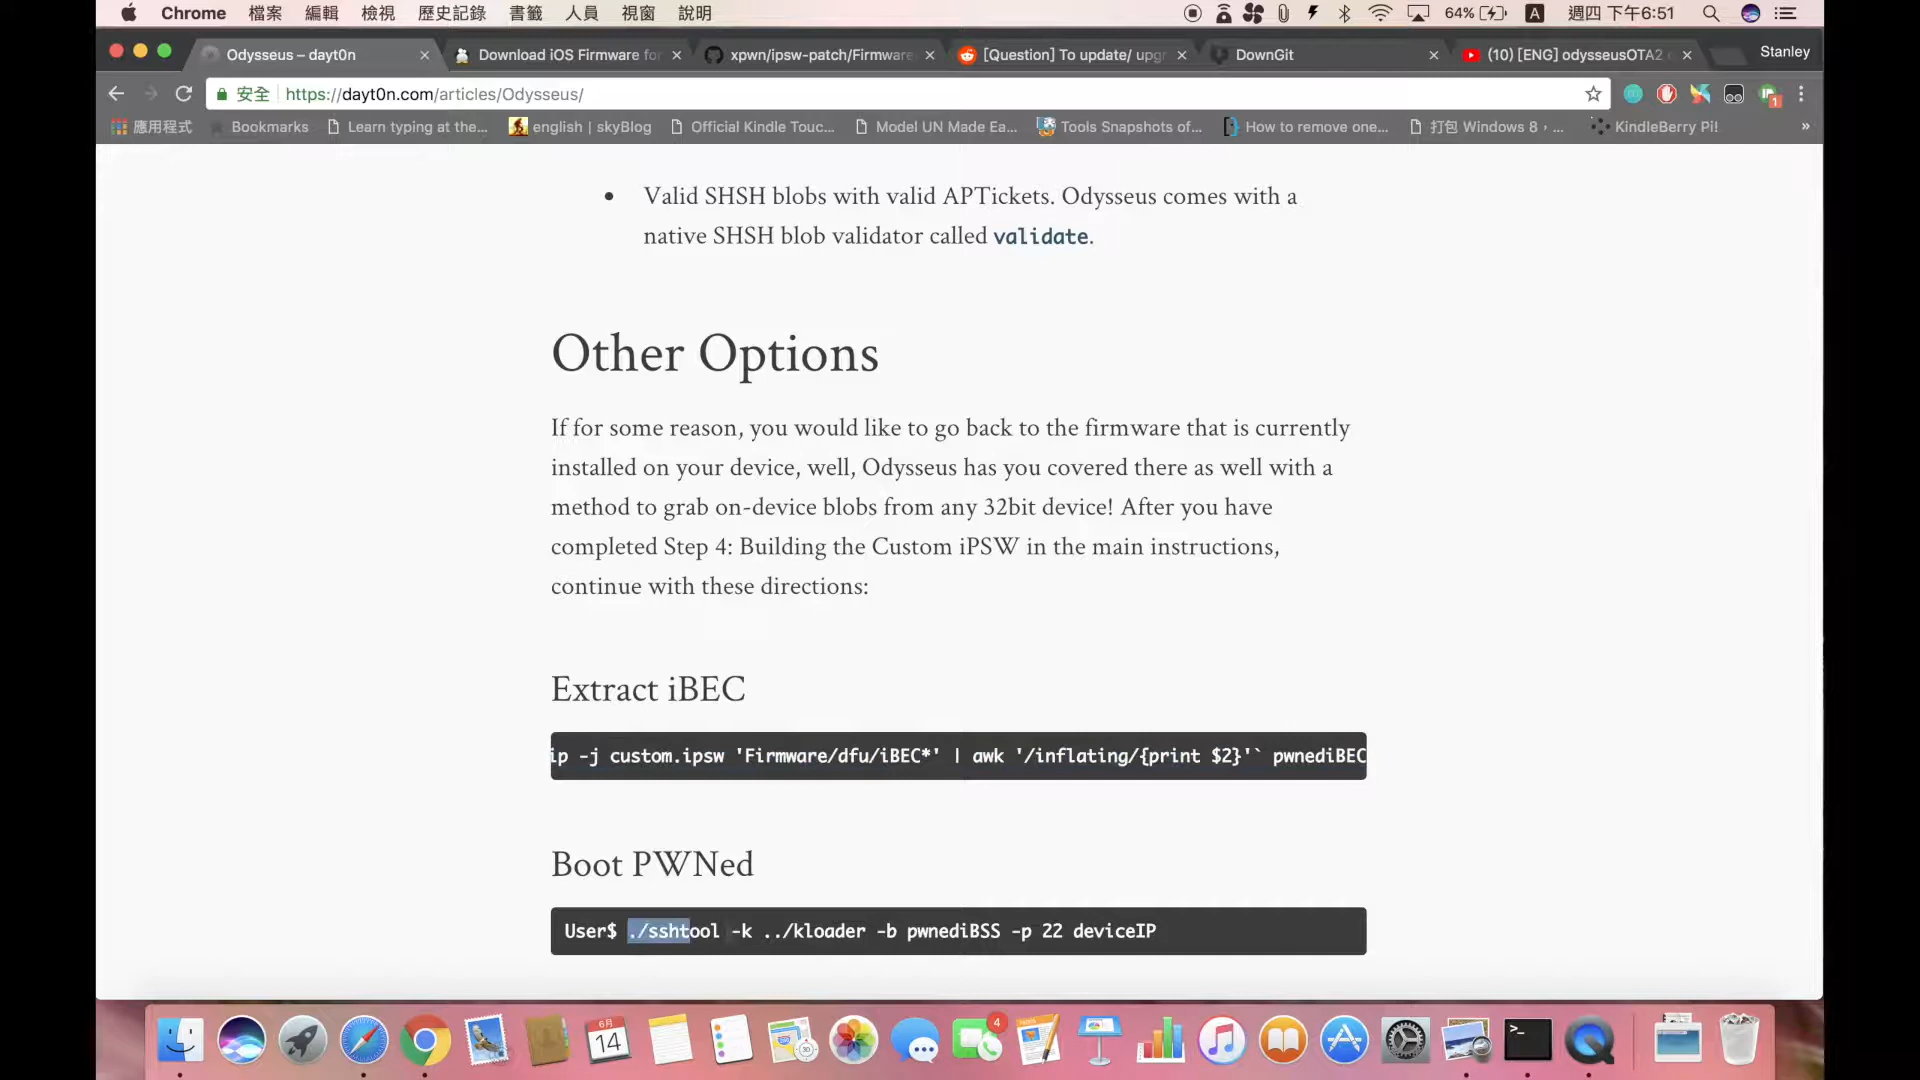 Chrome 檔案 編輯 檢視 歷史記錄 書籤 人員 視窗 說明 64% A 週四 下午6:51
Odysseus – dayt0n Download iOS Firmware for xpwn/ipsw-patch/Firmware [Question] To update/ upgr DownGit (10) [ENG] odysseusOTA2 Stanley
安全 https://dayt0n.com/articles/Odysseus/ 1
應用程式 Bookmarks Learn typing at the... english | skyBlog Official Kindle Touc... Model UN Made Ea... Tools Snapshots of... How to remove one... 打包 Windows 8，... KindleBerry Pi! »
• Valid SHSH blobs with valid APTickets. Odysseus comes with a
native SHSH blob validator called validate.
Other Options
If for some reason, you would like to go back to the firmware that is currently
installed on your device, well, Odysseus has you covered there as well with a
method to grab on-device blobs from any 32bit device! After you have
completed Step 4: Building the Custom iPSW in the main instructions,
continue with these directions:
Extract iBEC
ip -j custom.ipsw 'Firmware/dfu/iBEC*' | awk '/inflating/{print $2}'` pwnediBEC
Boot PWNed
User$ ./sshtool -k ../kloader -b pwnediBSS -p 22 deviceIP
6月
14
4
>_